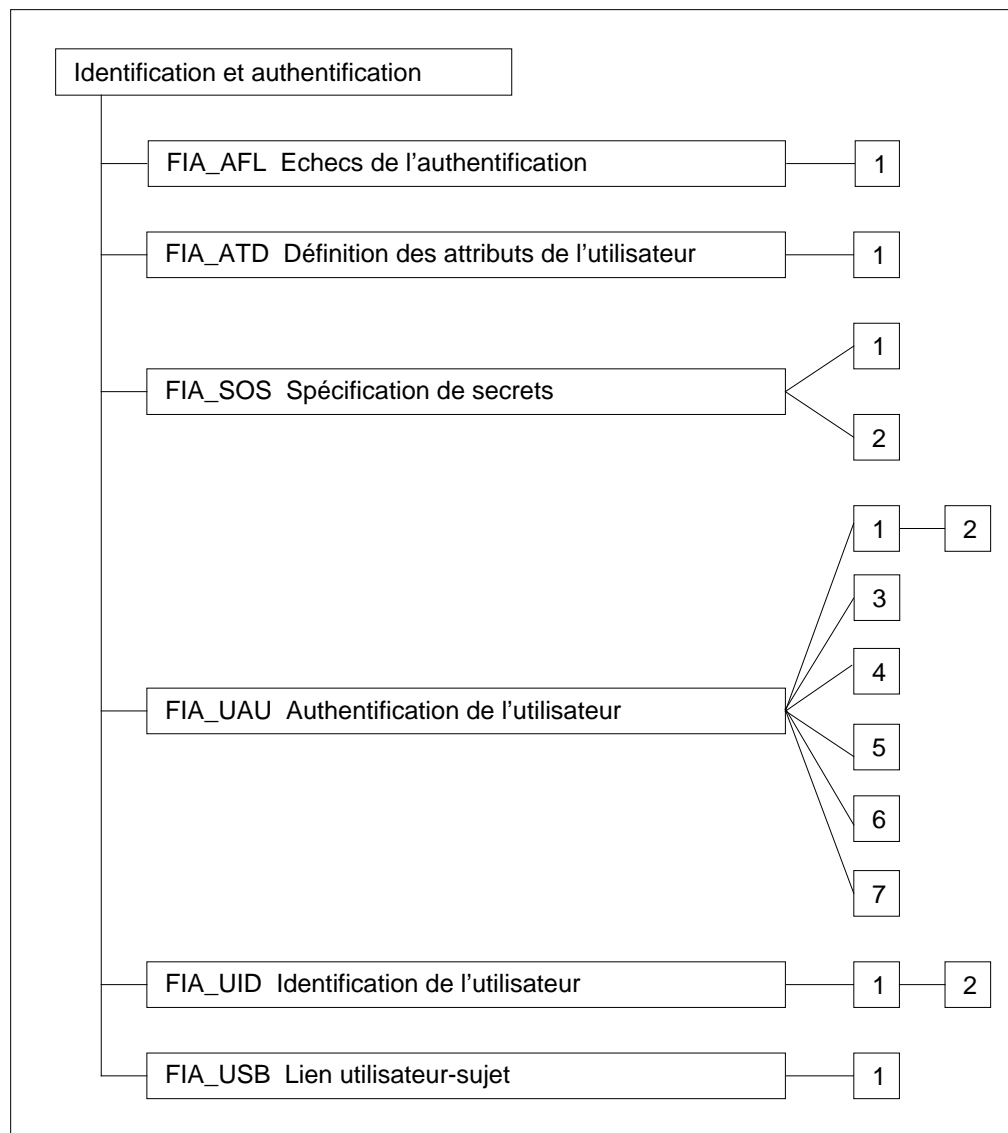 Identification et authentification
FIA_AFL Echecs de l’authentification 1
FIA_ATD Définition des attributs de l’utilisateur 1
1
FIA_SOS Spécification de secrets
2
1 2
3
4
FIA_UAU Authentification de l’utilisateur
5
6
7
FIA_UID Identification de l’utilisateur 1 2
FIA_USB Lien utilisateur-sujet 1